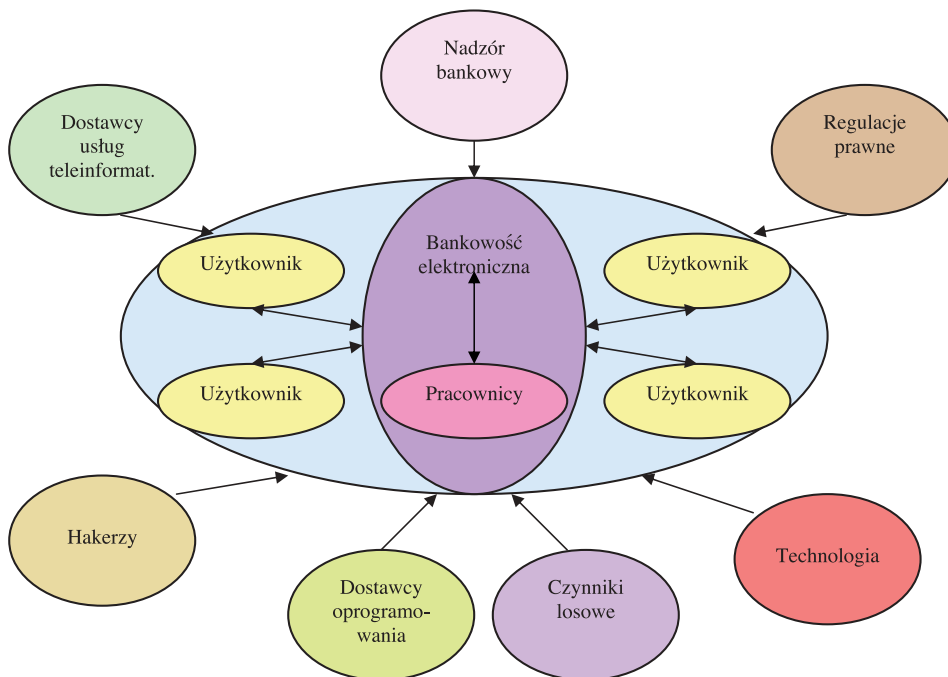 Nadzór
bankowy
Dostawcy
usług
teleinformat.
Regulacje
prawne
Bankowość
elektroniczna
Użytkownik
Użytkownik
Użytkownik
Pracownicy
Użytkownik
Hakerzy
Technologia
Dostawcy
oprogramo-
wania
Czynniki
losowe